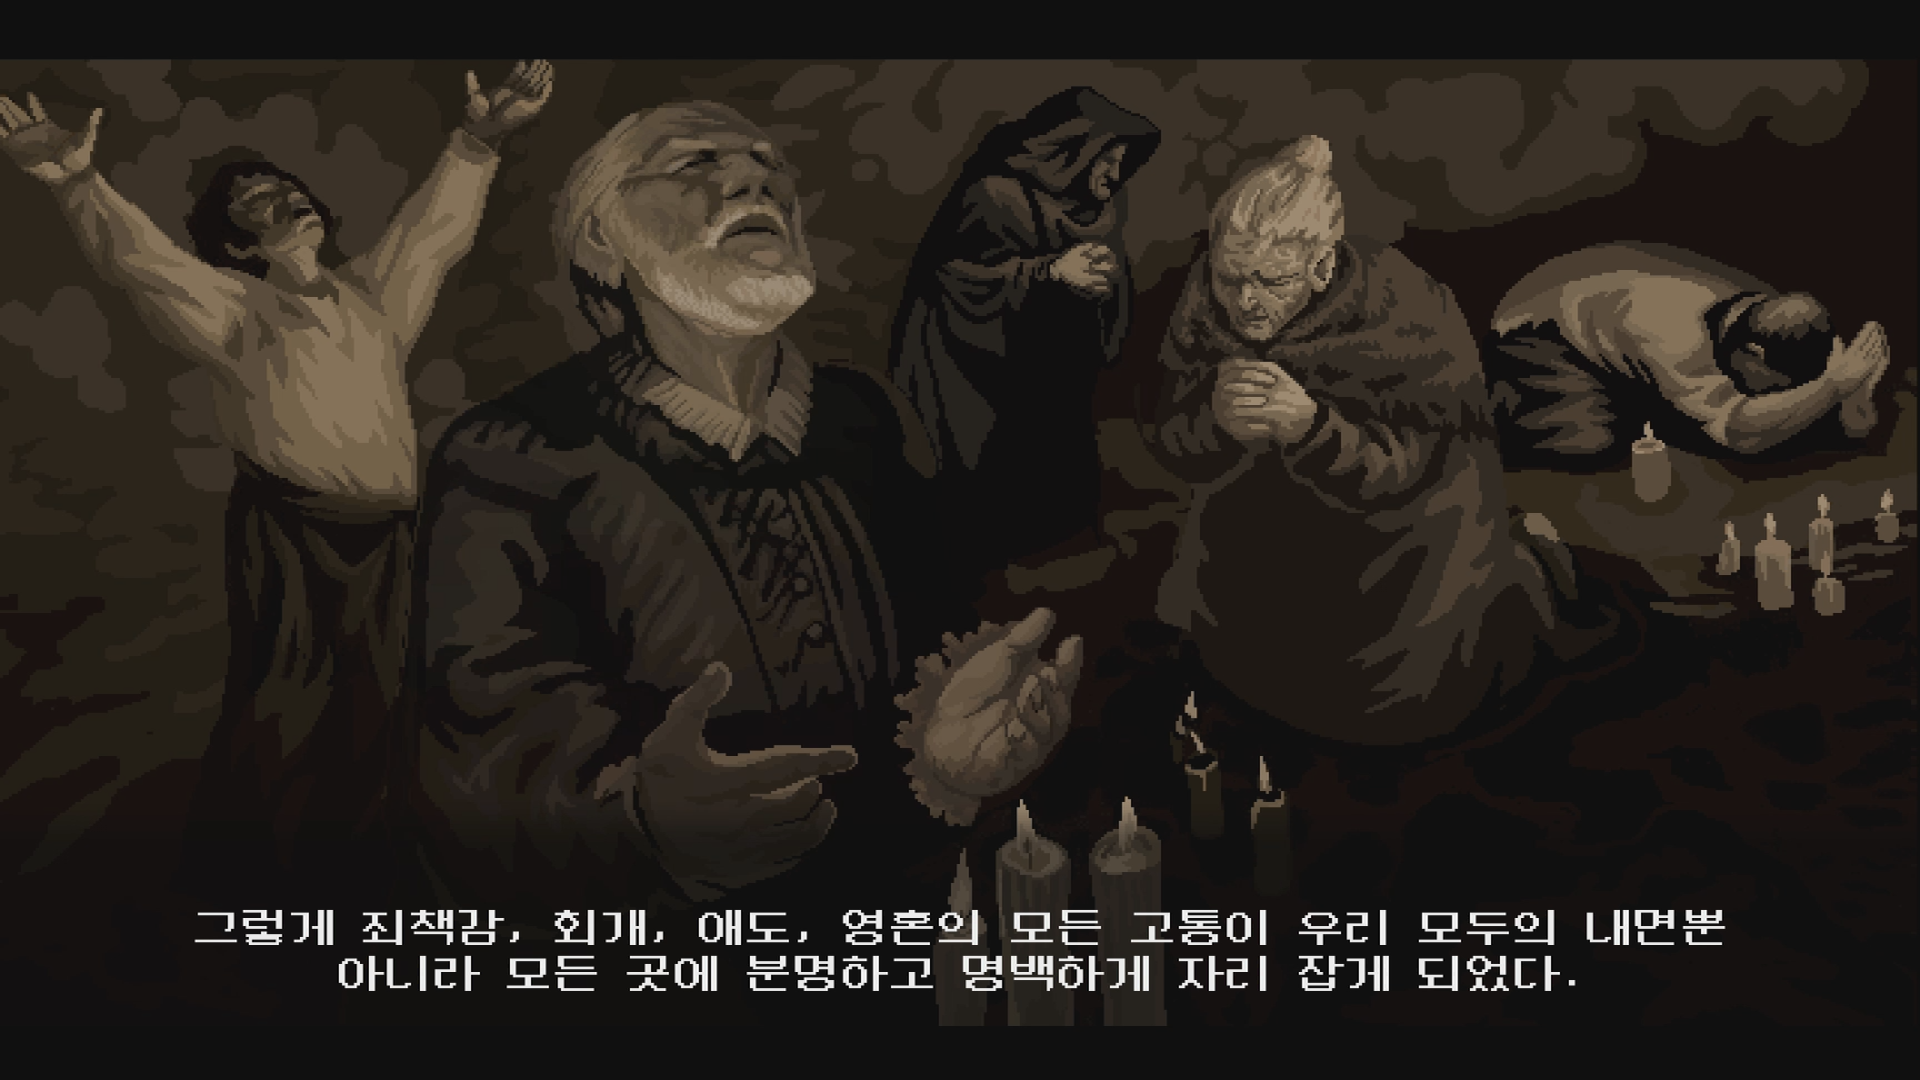 그렇게 죄책감, 회개, 애도, 영혼의 모든 고통이 우리 모두의 내면뿐
아니라 모든 곳에 분명하고 명백하게 자리 잡게 되었다.